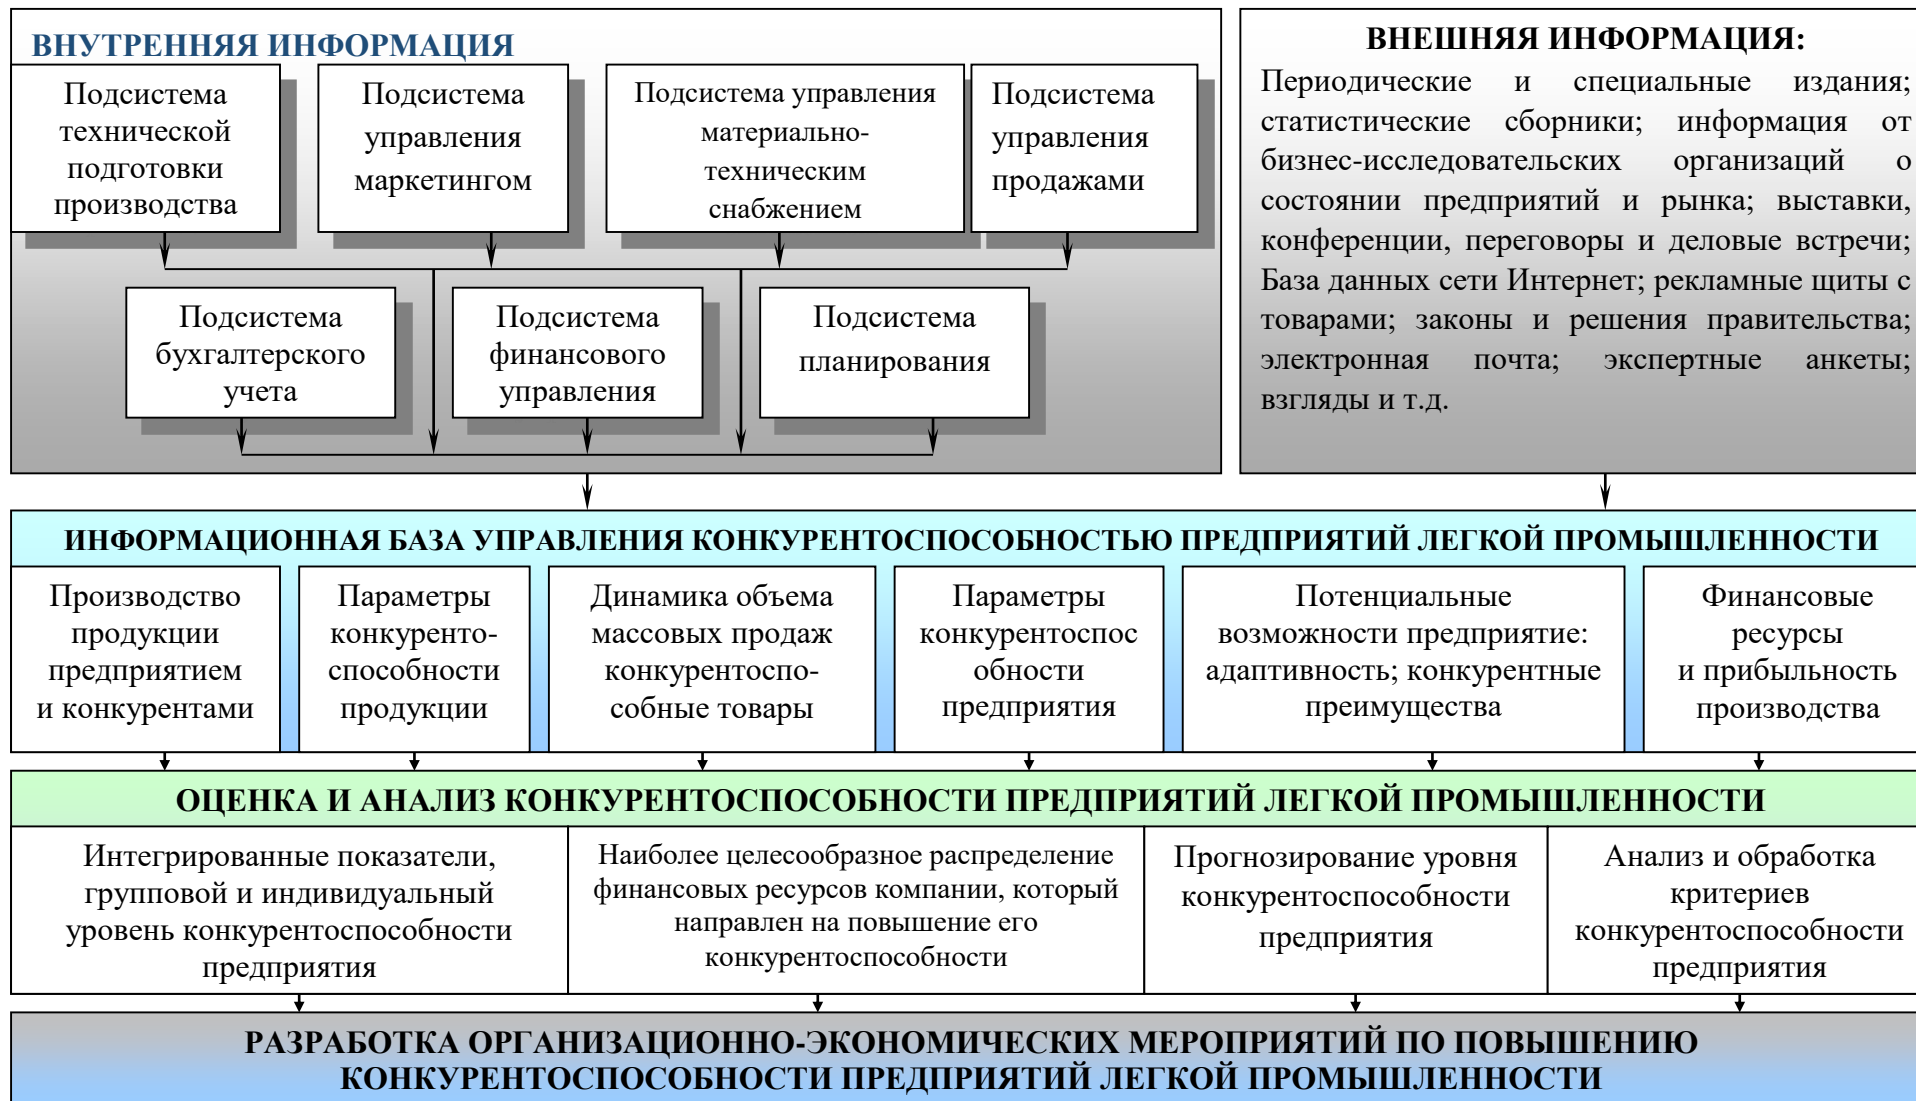 ВНУТРЕННЯЯ ИНФОРМАЦИЯ
Подсистема
технической
подготовки
производства
Подсистема
управления
маркетингом
Подсистема управления
материально-
техническим
снабжением
Подсистема
управления
продажами
Подсистема
бухгалтерского
учета
Подсистема
финансового
управления
Подсистема
планирования
ВНЕШНЯЯ ИНФОРМАЦИЯ:
Периодические и специальные издания;
статистические сборники; информация от
бизнес-исследовательских организаций о
состоянии предприятий и рынка; выставки,
конференции, переговоры и деловые встречи;
База данных сети Интернет; рекламные щиты с
товарами; законы и решения правительства;
электронная почта; экспертные анкеты;
взгляды и т.д.
ИНФОРМАЦИОННАЯ БАЗА УПРАВЛЕНИЯ КОНКУРЕНТОСПОСОБНОСТЬЮ ПРЕДПРИЯТИЙ ЛЕГКОЙ ПРОМЫШЛЕННОСТИ
Производство
продукции
предприятием
и конкурентами
Параметры
конкуренто-
способности
продукции
Динамика объема
массовых продаж
конкурентоспо-
собные товары
Параметры
конкурентоспос
обности
предприятия
Потенциальные
возможности предприятие:
адаптивность; конкурентные
преимущества
Финансовые
ресурсы
и прибыльность
производства
ОЦЕНКА И АНАЛИЗ КОНКУРЕНТОСПОСОБНОСТИ ПРЕДПРИЯТИЙ ЛЕГКОЙ ПРОМЫШЛЕННОСТИ
Интегрированные показатели,
групповой и индивидуальный
уровень конкурентоспособности
предприятия
Наиболее целесообразное распределение
финансовых ресурсов компании, который
направлен на повышение его
конкурентоспособности
Прогнозирование уровня
конкурентоспособности
предприятия
Анализ и обработка
критериев
конкурентоспособности
предприятия
РАЗРАБОТКА ОРГАНИЗАЦИОННО-ЭКОНОМИЧЕСКИХ МЕРОПРИЯТИЙ ПО ПОВЫШЕНИЮ
КОНКУРЕНТОСПОСОБНОСТИ ПРЕДПРИЯТИЙ ЛЕГКОЙ ПРОМЫШЛЕННОСТИ